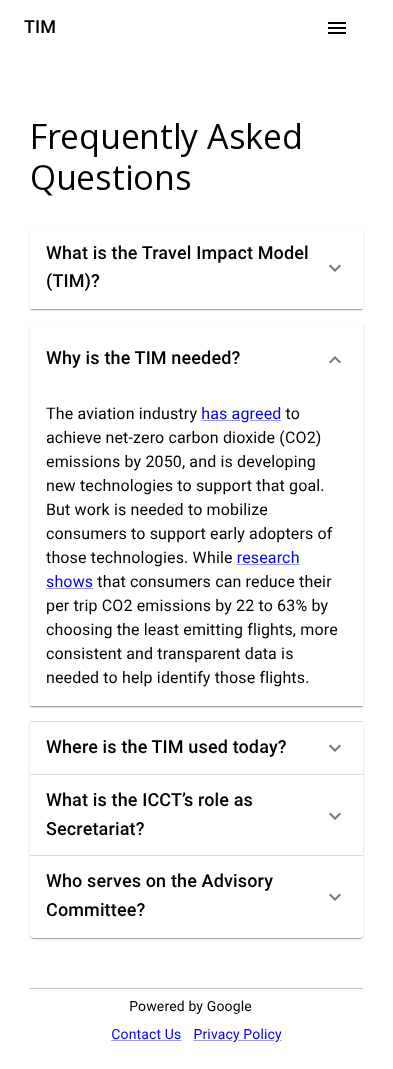 TIM
Frequently Asked
Questions
What is the Travel Impact Model
(TIM)?
Why is the TIM needed?
The aviation industry has agreed to
achieve net-zero carbon dioxide (CO2)
emissions by 2050, and is developing
new technologies to support that goal.
But work is needed to mobilize
consumers to support early adopters of
those technologies. While research
shows that consumers can reduce their
per trip CO2 emissions by 22 to 63% by
choosing the least emitting flights, more
consistent and transparent data is
needed to help identify those flights.
Where is the TIM used today?
What is the ICCT’s role as
Secretariat?
Who serves on the Advisory
Committee?
Powered by Google
Contact Us Privacy Policy